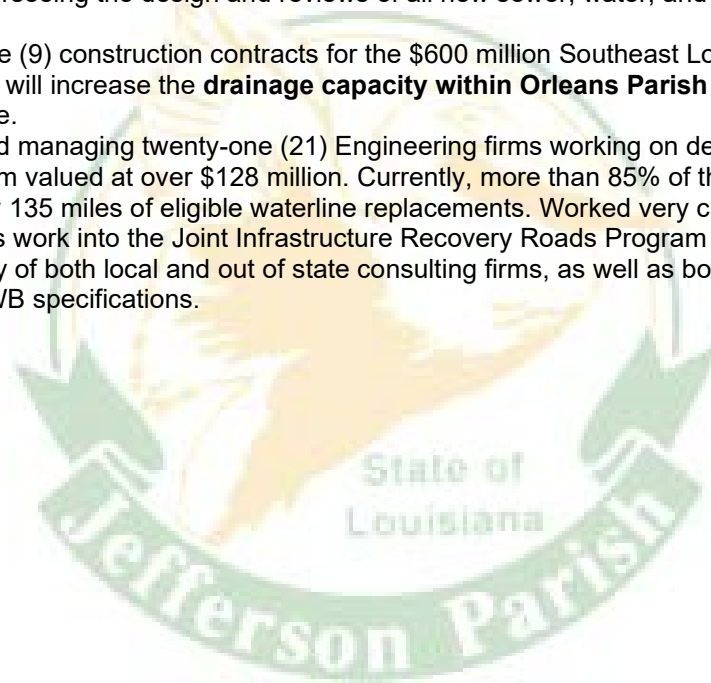 e (9) construction contracts for the $600 million Southeast Lo
will increase the drainage capacity within Orleans Parish
e.
d managing twenty-one (21) Engineering firms working on de
m valued at over $128 million. Currently, more than 85% of th
135 miles of eligible waterline replacements. Worked very c
s work into the Joint Infrastructure Recovery Roads Program
y of both local and out of state consulting firms, as well as bo
WB specifications.
State of
Louisiana
Jefferson Parish